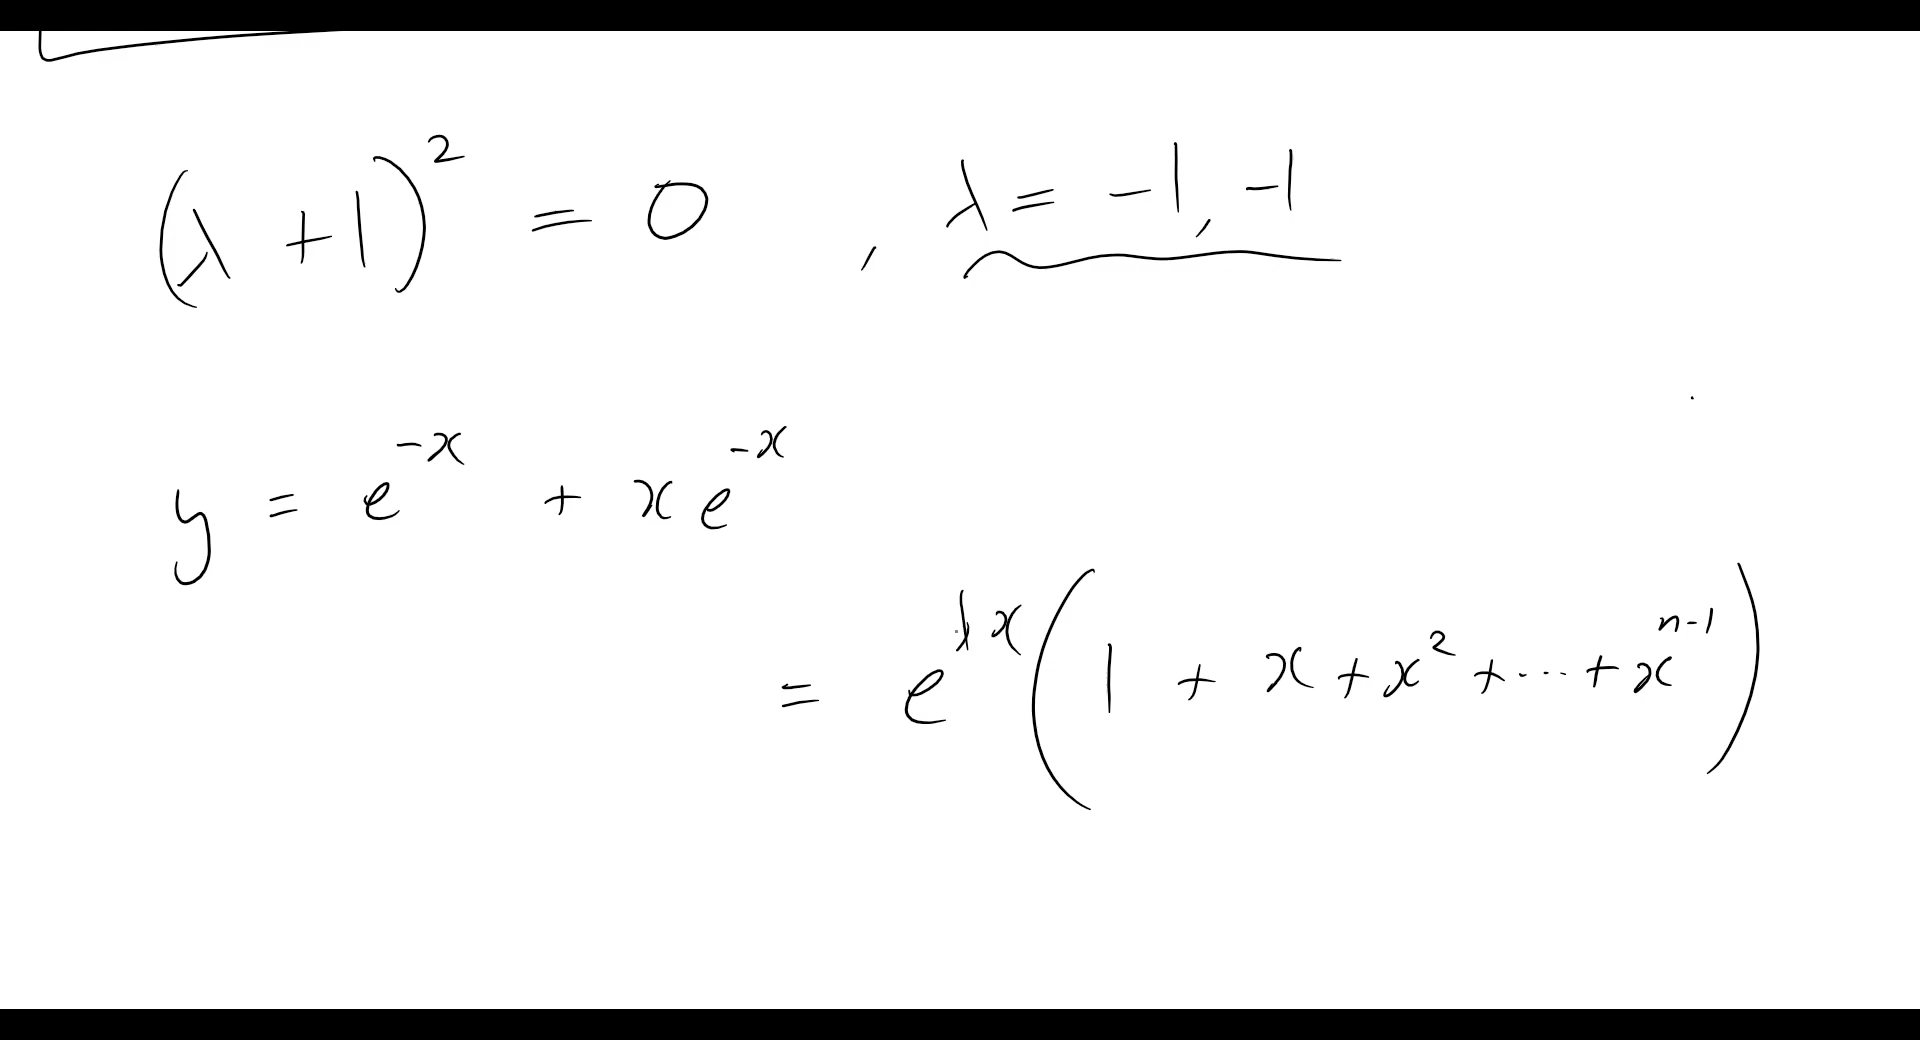 (λ + 1)² = 0 , λ = -1, -1
y = e^{-x} + x e^{-x}
= e^{λx} ( 1 + x + x² + ··· + x^{n-1} )